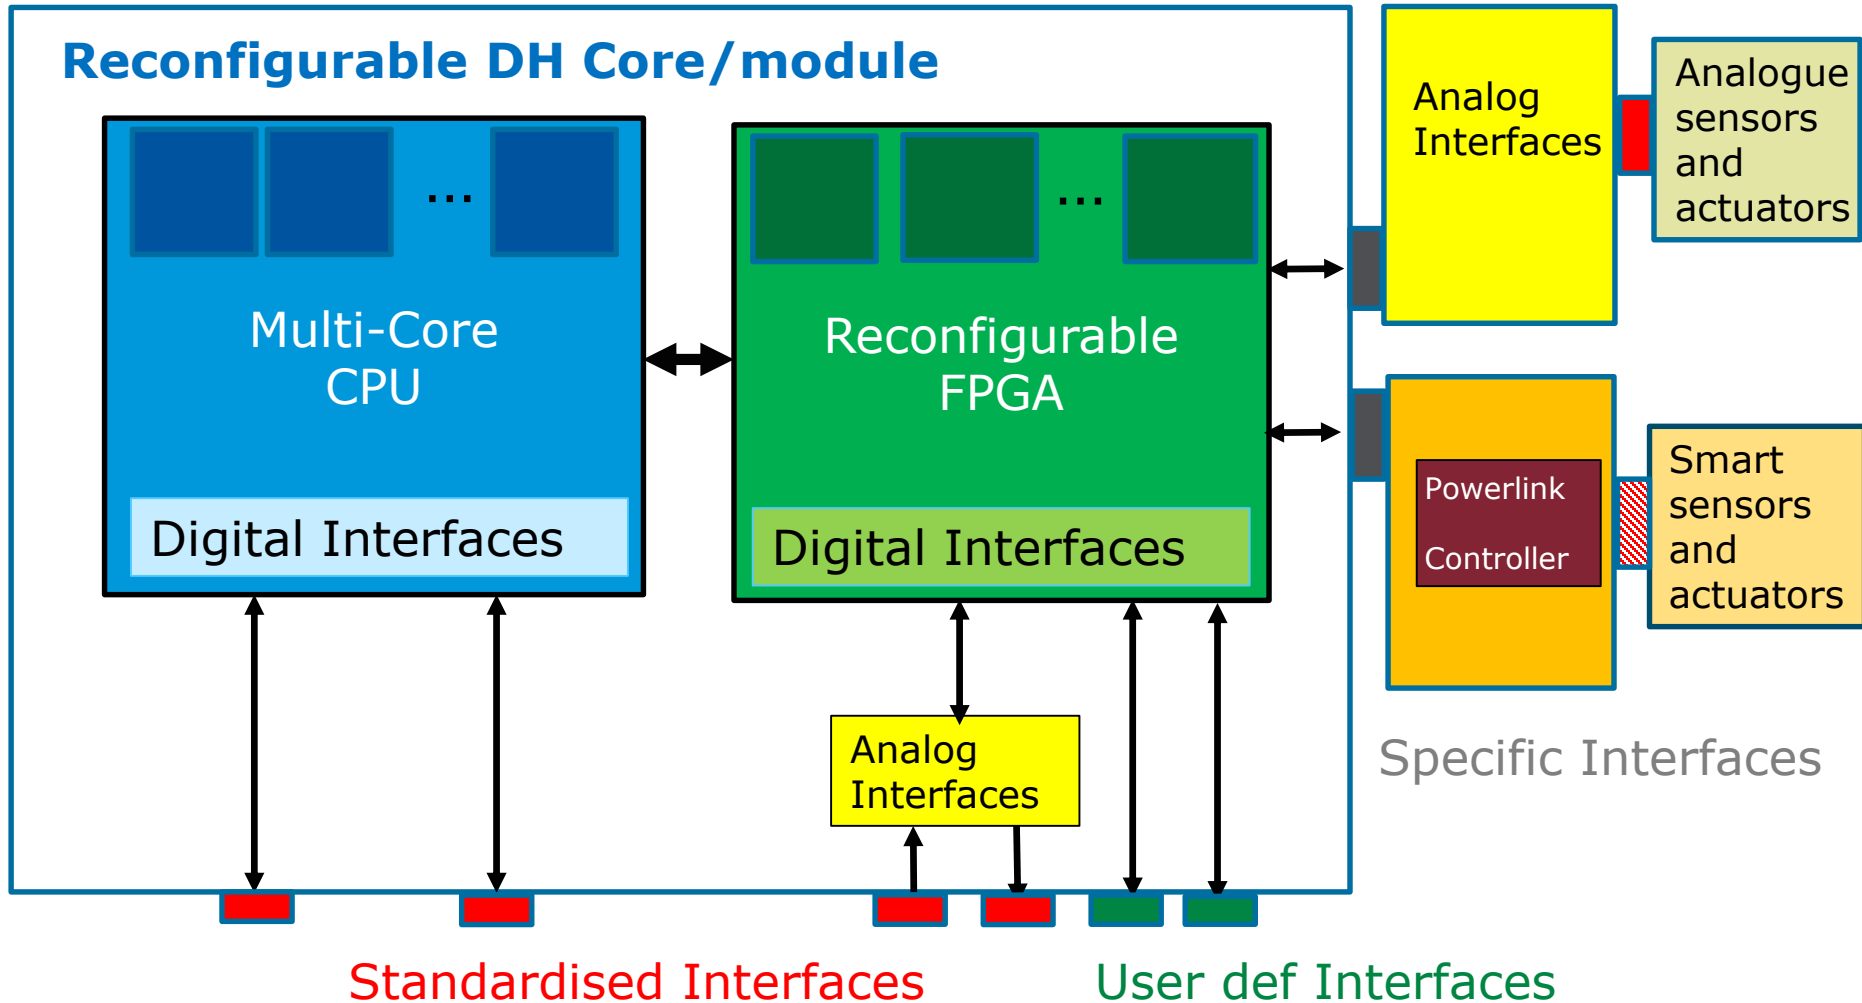 Reconfigurable DH Core/module
...
Multi-Core
CPU
Digital Interfaces
...
Reconfigurable
FPGA
Digital Interfaces
Analog
Interfaces
Analog
Interfaces
Analogue
sensors
and
actuators
Powerlink
Controller
Smart
sensors
and
actuators
Specific Interfaces
Standardised Interfaces
User def Interfaces